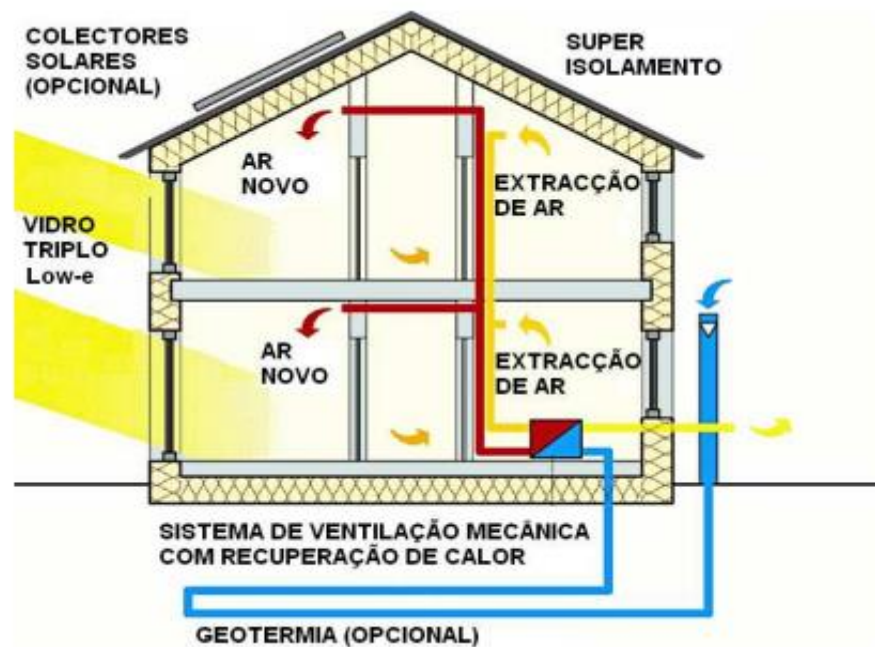 COLECTORES
SOLARES
(OPCIONAL)
SUPER
ISOLAMENTO
AR
NOVO
EXTRACÇÃO
DE AR
VIDRO
TRIPLO
Low-e
AR
NOVO
EXTRACÇÃO
DE AR
SISTEMA DE VENTILAÇÃO MECÂNICA
COM RECUPERAÇÃO DE CALOR
GEOTERMIA (OPCIONAL)